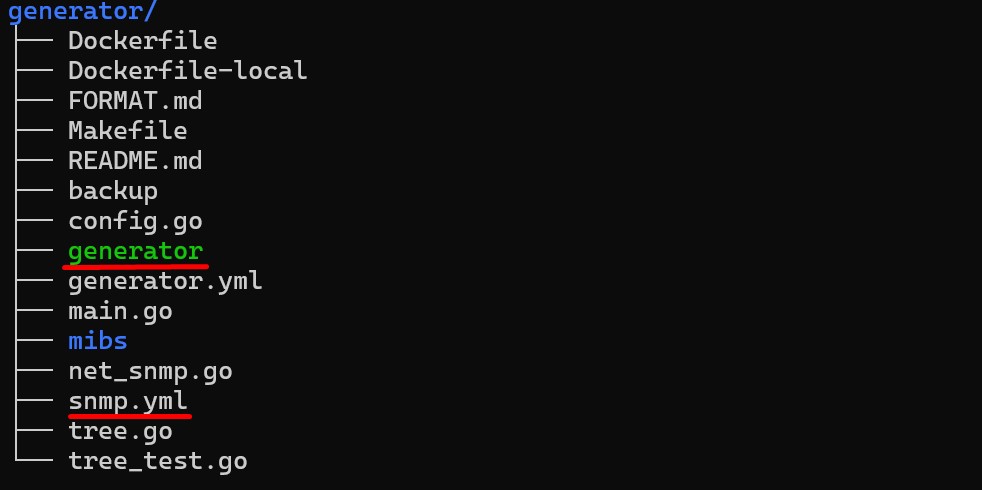 generator/
Dockerfile
Dockerfile-local
FORMAT.md
Makefile
README.md
backup
config.go
generator
generator.yml
main.go
mibs
net_snmp.go
snmp.yml
tree.go
tree_test.go